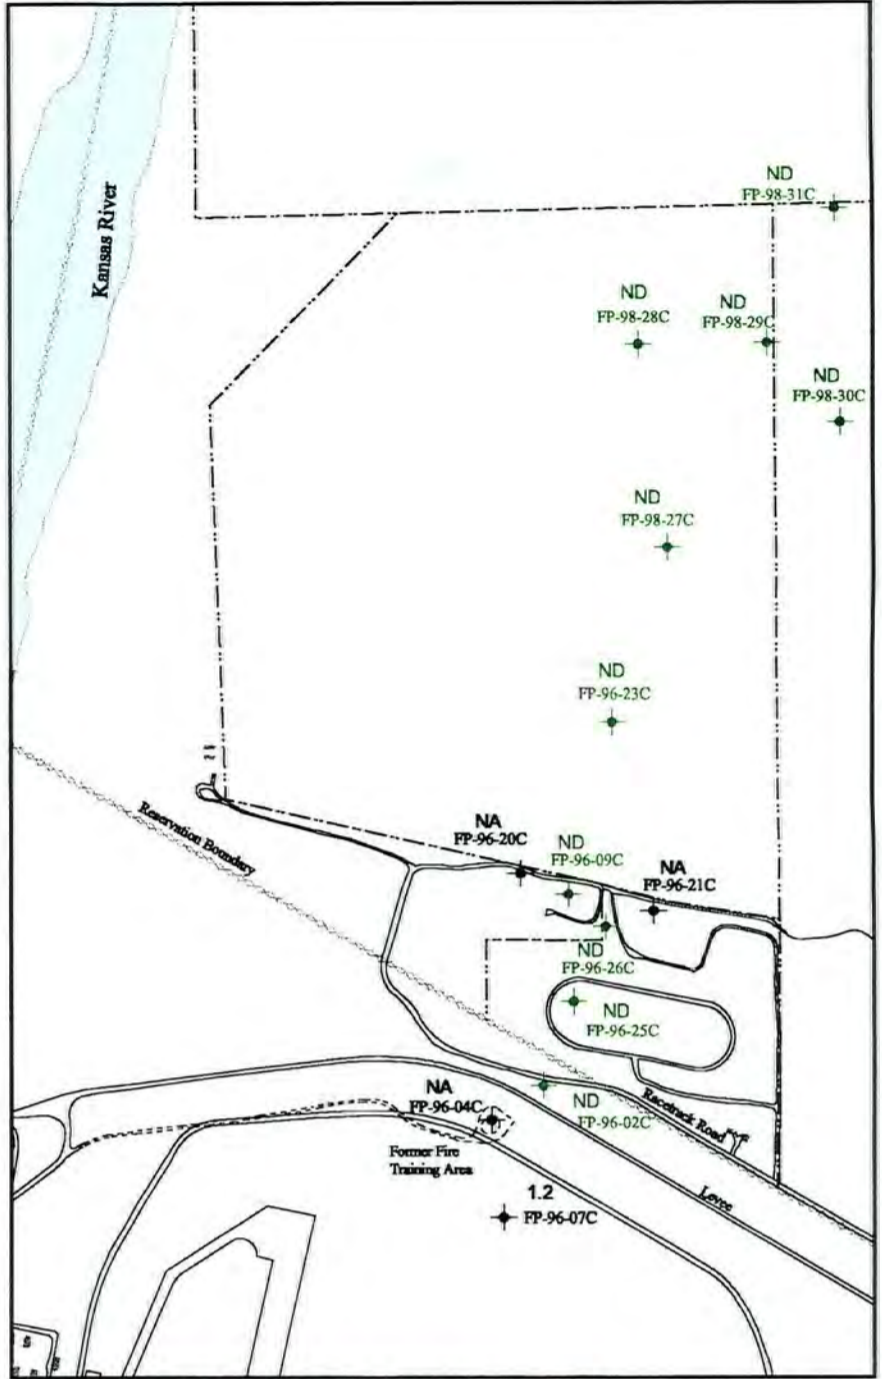 Kansas River
ND
FP-98-31C
ND
FP-98-28C
ND
FP-98-29C
ND
FP-98-30C
ND
FP-98-27C
ND
FP-96-23C
Reservation Boundary
NA
FP-96-20C
ND
FP-96-09C
NA
FP-96-21C
ND
FP-96-26C
ND
FP-96-25C
NA
FP-96-04C
ND
FP-96-02C
Racetrack Road
Former Fire
Training Area
Levee
1.2
FP-96-07C